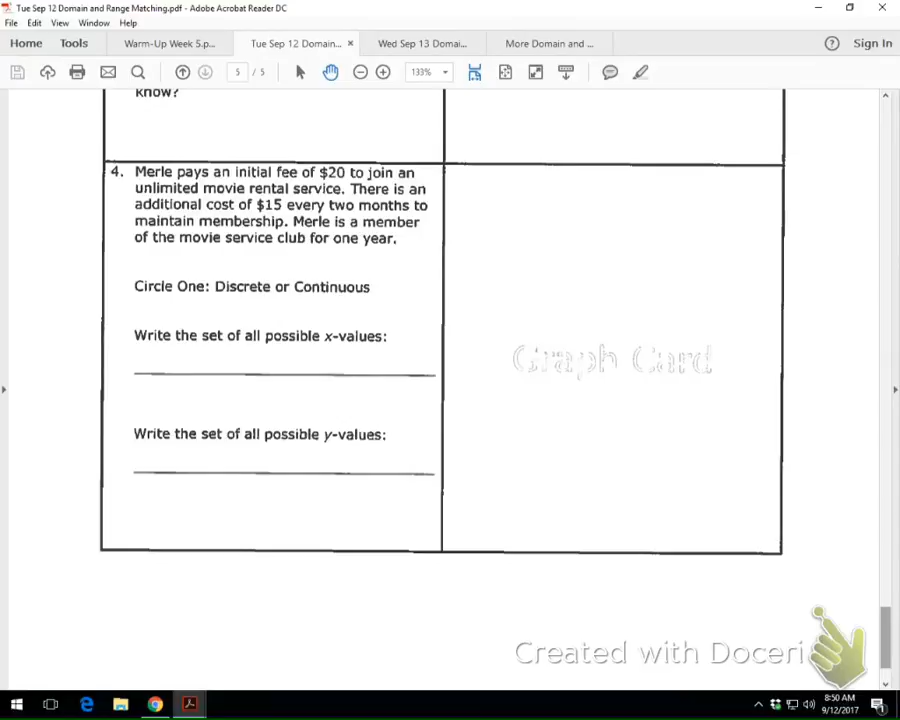 Tue Sep 12 Domain and Range Matching.pdf - Adobe Acrobat Reader DC
File Edit View Window Help
Home Tools Warm-Up Week 5.p... Tue Sep 12 Domain... × Wed Sep 13 Domai... More Domain and ... Sign In
5 / 5 133%
know?
4. Merle pays an initial fee of $20 to join an
unlimited movie rental service. There is an
additional cost of $15 every two months to
maintain membership. Merle is a member
of the movie service club for one year.
Circle One: Discrete or Continuous
Write the set of all possible x-values:
Write the set of all possible y-values:
Graph Card
Created with Doceri
8:50 AM
9/12/2017